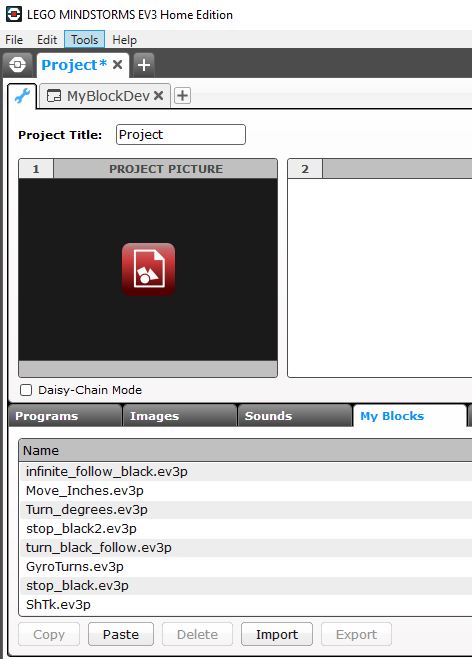 LEGO MINDSTORMS EV3 Home Edition
File Edit Tools Help
Project*
MyBlockDev
Project Title: Project
1 PROJECT PICTURE 2
Daisy-Chain Mode
Programs Images Sounds My Blocks
Name
infinite_follow_black.ev3p
Move_Inches.ev3p
Turn_degrees.ev3p
stop_black2.ev3p
turn_black_follow.ev3p
GyroTurns.ev3p
stop_black.ev3p
ShTk.ev3p
Copy Paste Delete Import Export